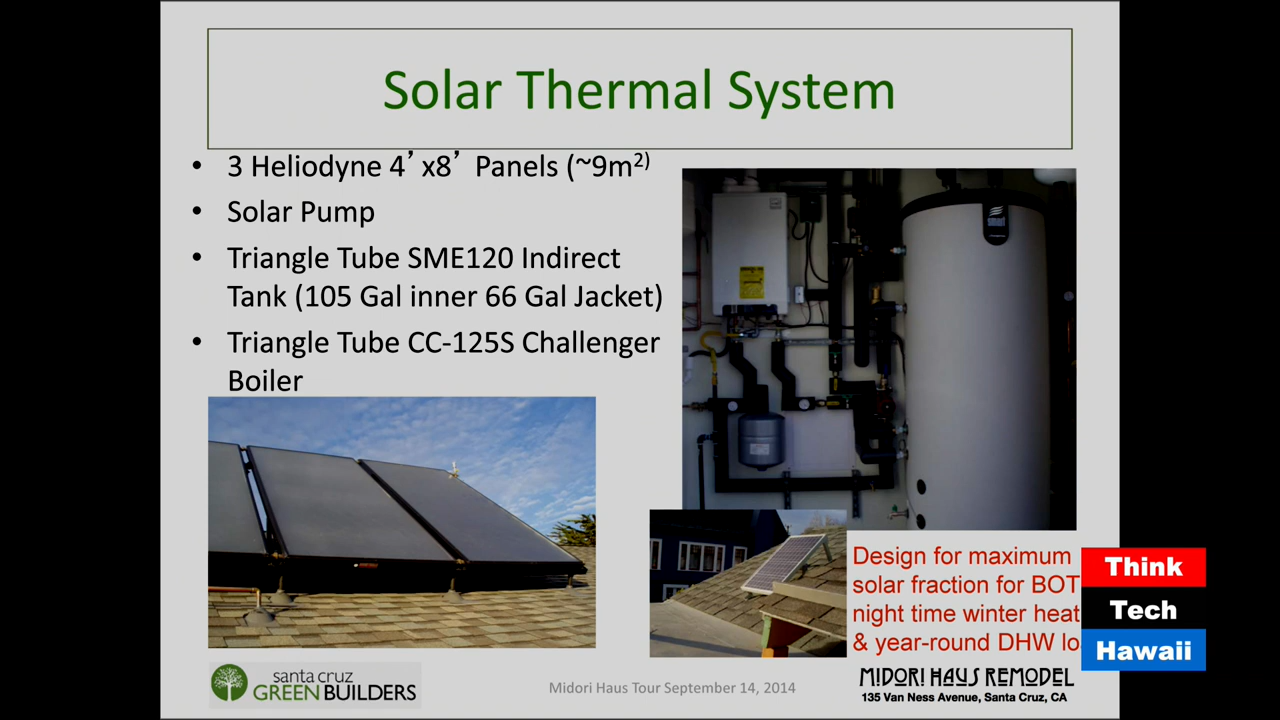 Solar Thermal System
• 3 Heliodyne 4’x8’ Panels (~9m2)
• Solar Pump
• Triangle Tube SME120 Indirect
Tank (105 Gal inner 66 Gal Jacket)
• Triangle Tube CC-125S Challenger
Boiler
Design for maximum
solar fraction for BOT
night time winter heat
& year-round DHW lo
Think
Tech
Hawaii
santa cruz
GREEN BUILDERS
Midori Haus Tour September 14, 2014
MIDORI HAUS REMODEL
135 Van Ness Avenue, Santa Cruz, CA